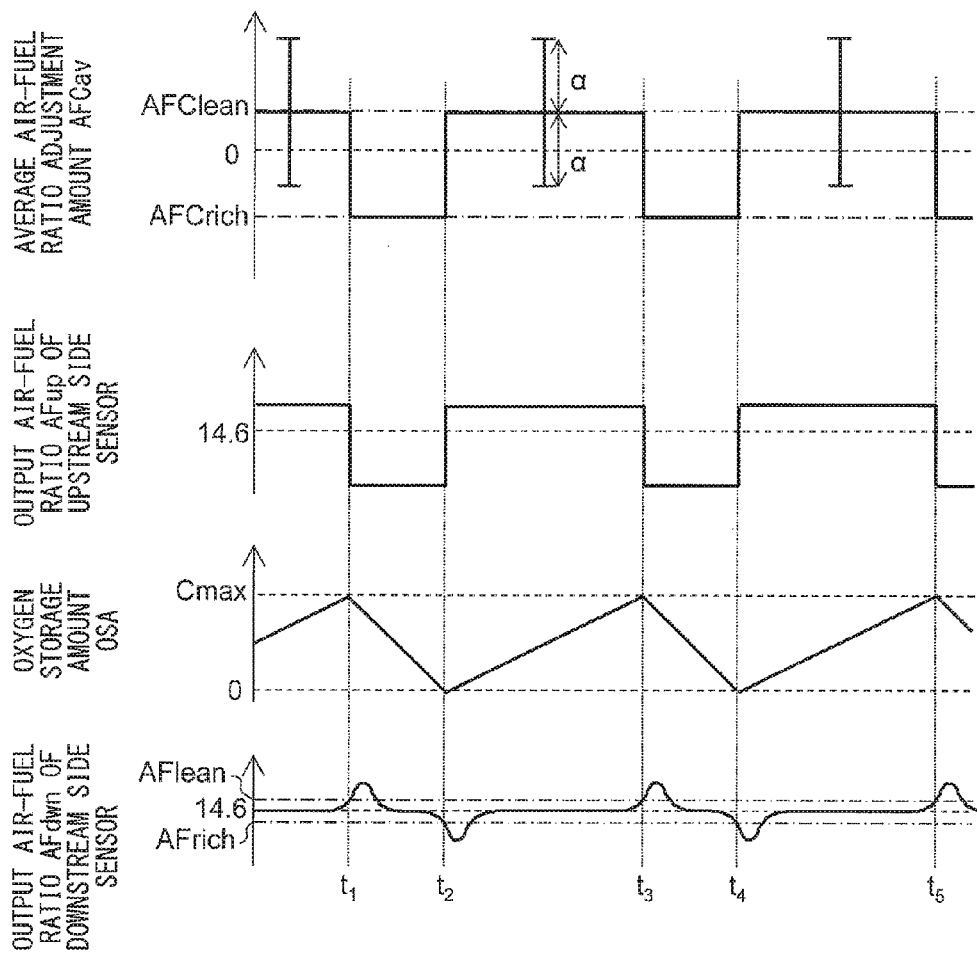 AVERAGE AIR-FUEL
RATIO ADJUSTMENT
AMOUNT AFCav
AFClean
0
AFCrich
α
α
OUTPUT AIR-FUEL
RATIO AFup OF
UPSTREAM SIDE
SENSOR
14.6
OXYGEN
STORAGE
AMOUNT
OSA
Cmax
0
OUTPUT AIR-FUEL
RATIO AFdwn OF
DOWNSTREAM SIDE
SENSOR
AFlean
14.6
AFrich
t1 t2 t3 t4 t5